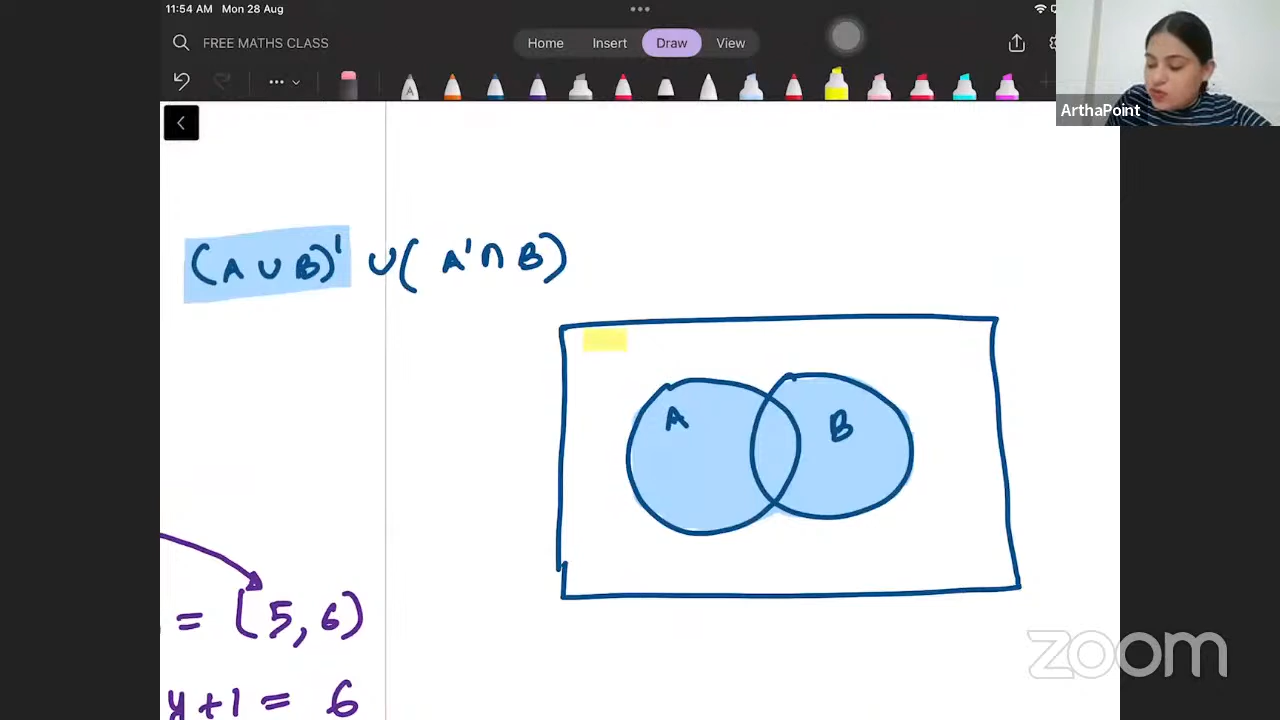 11:54 AM Mon 28 Aug
FREE MATHS CLASS
Home Insert Draw View
A
ArthaPoint
(A ∪ B)' ∪ ( A' ∩ B)
A
B
= (5, 6)
y + 1 = 6
zoom